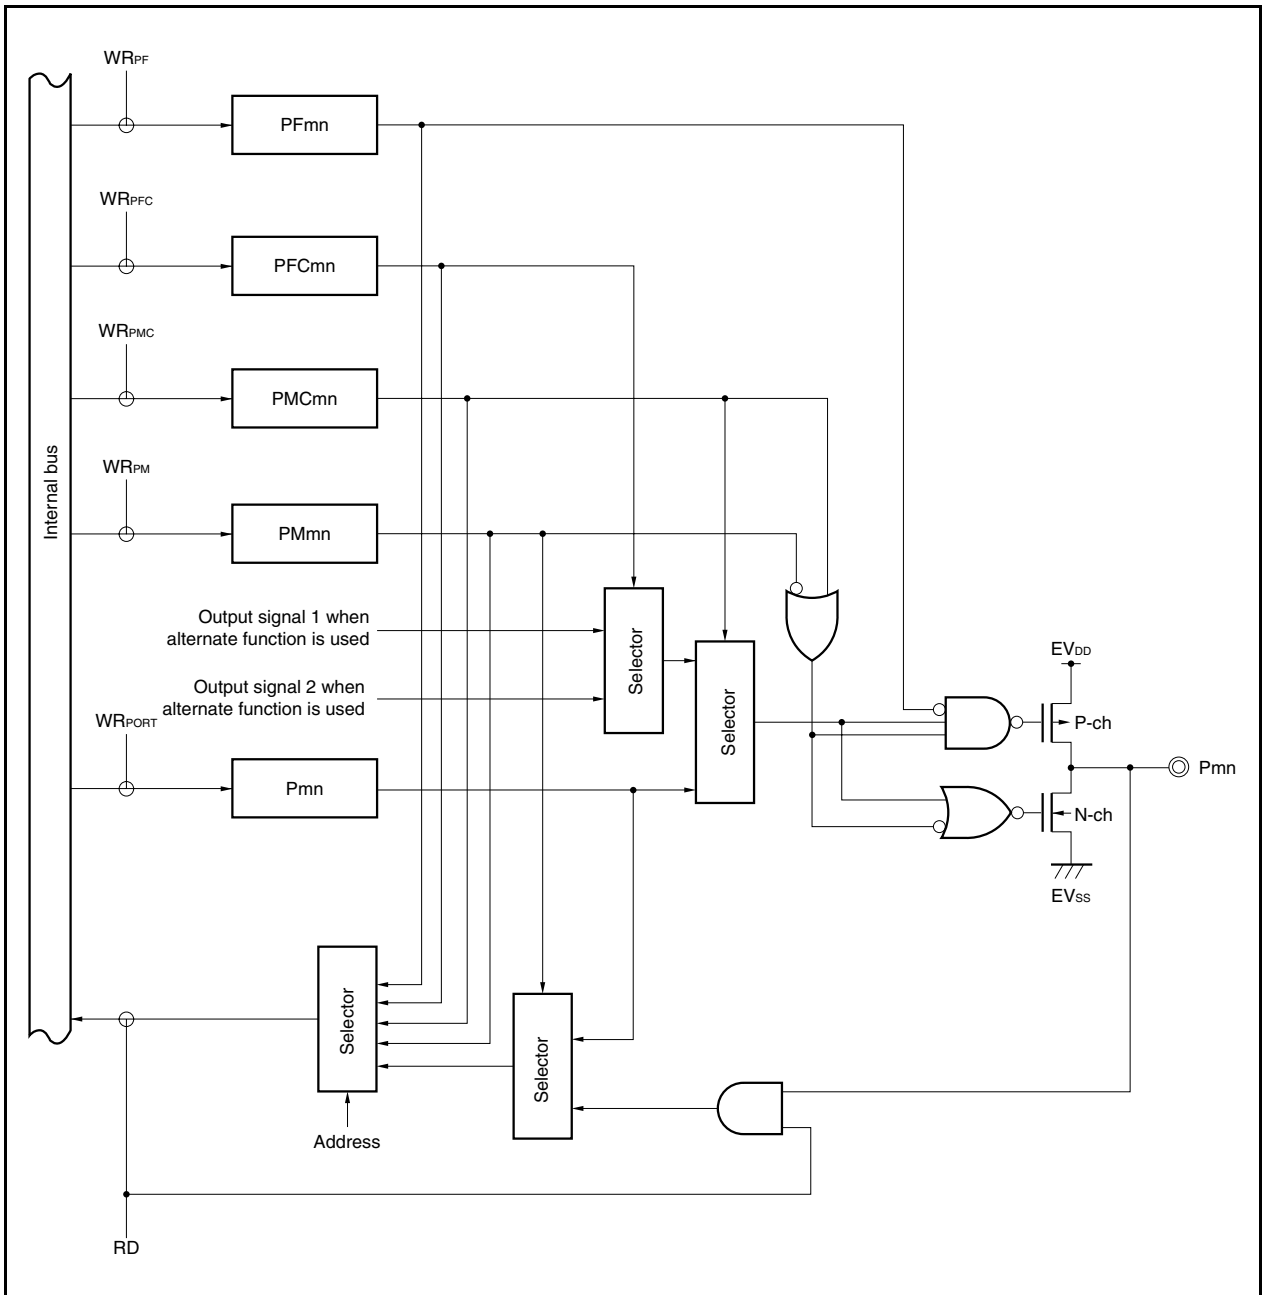 WRPF
PFmn
WRPFC
PFCmn
WRPMC
PMCmn
Internal bus
WRPM
PMmn
Output signal 1 when
alternate function is used
Selector
Output signal 2 when
alternate function is used
Selector
EVDD
P-ch
WRPORT
Pmn
Pmn
N-ch
EVSS
Selector
Selector
Address
RD